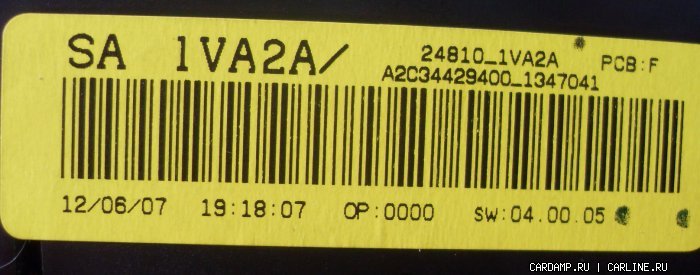 SA 1VA2A/ 24810_1VA2A PCB:F
A2C34429400_1347041
12/06/07 19:18:07 OP:0000 SW:04.00.05
CARDAMP.RU | CARLINE.RU